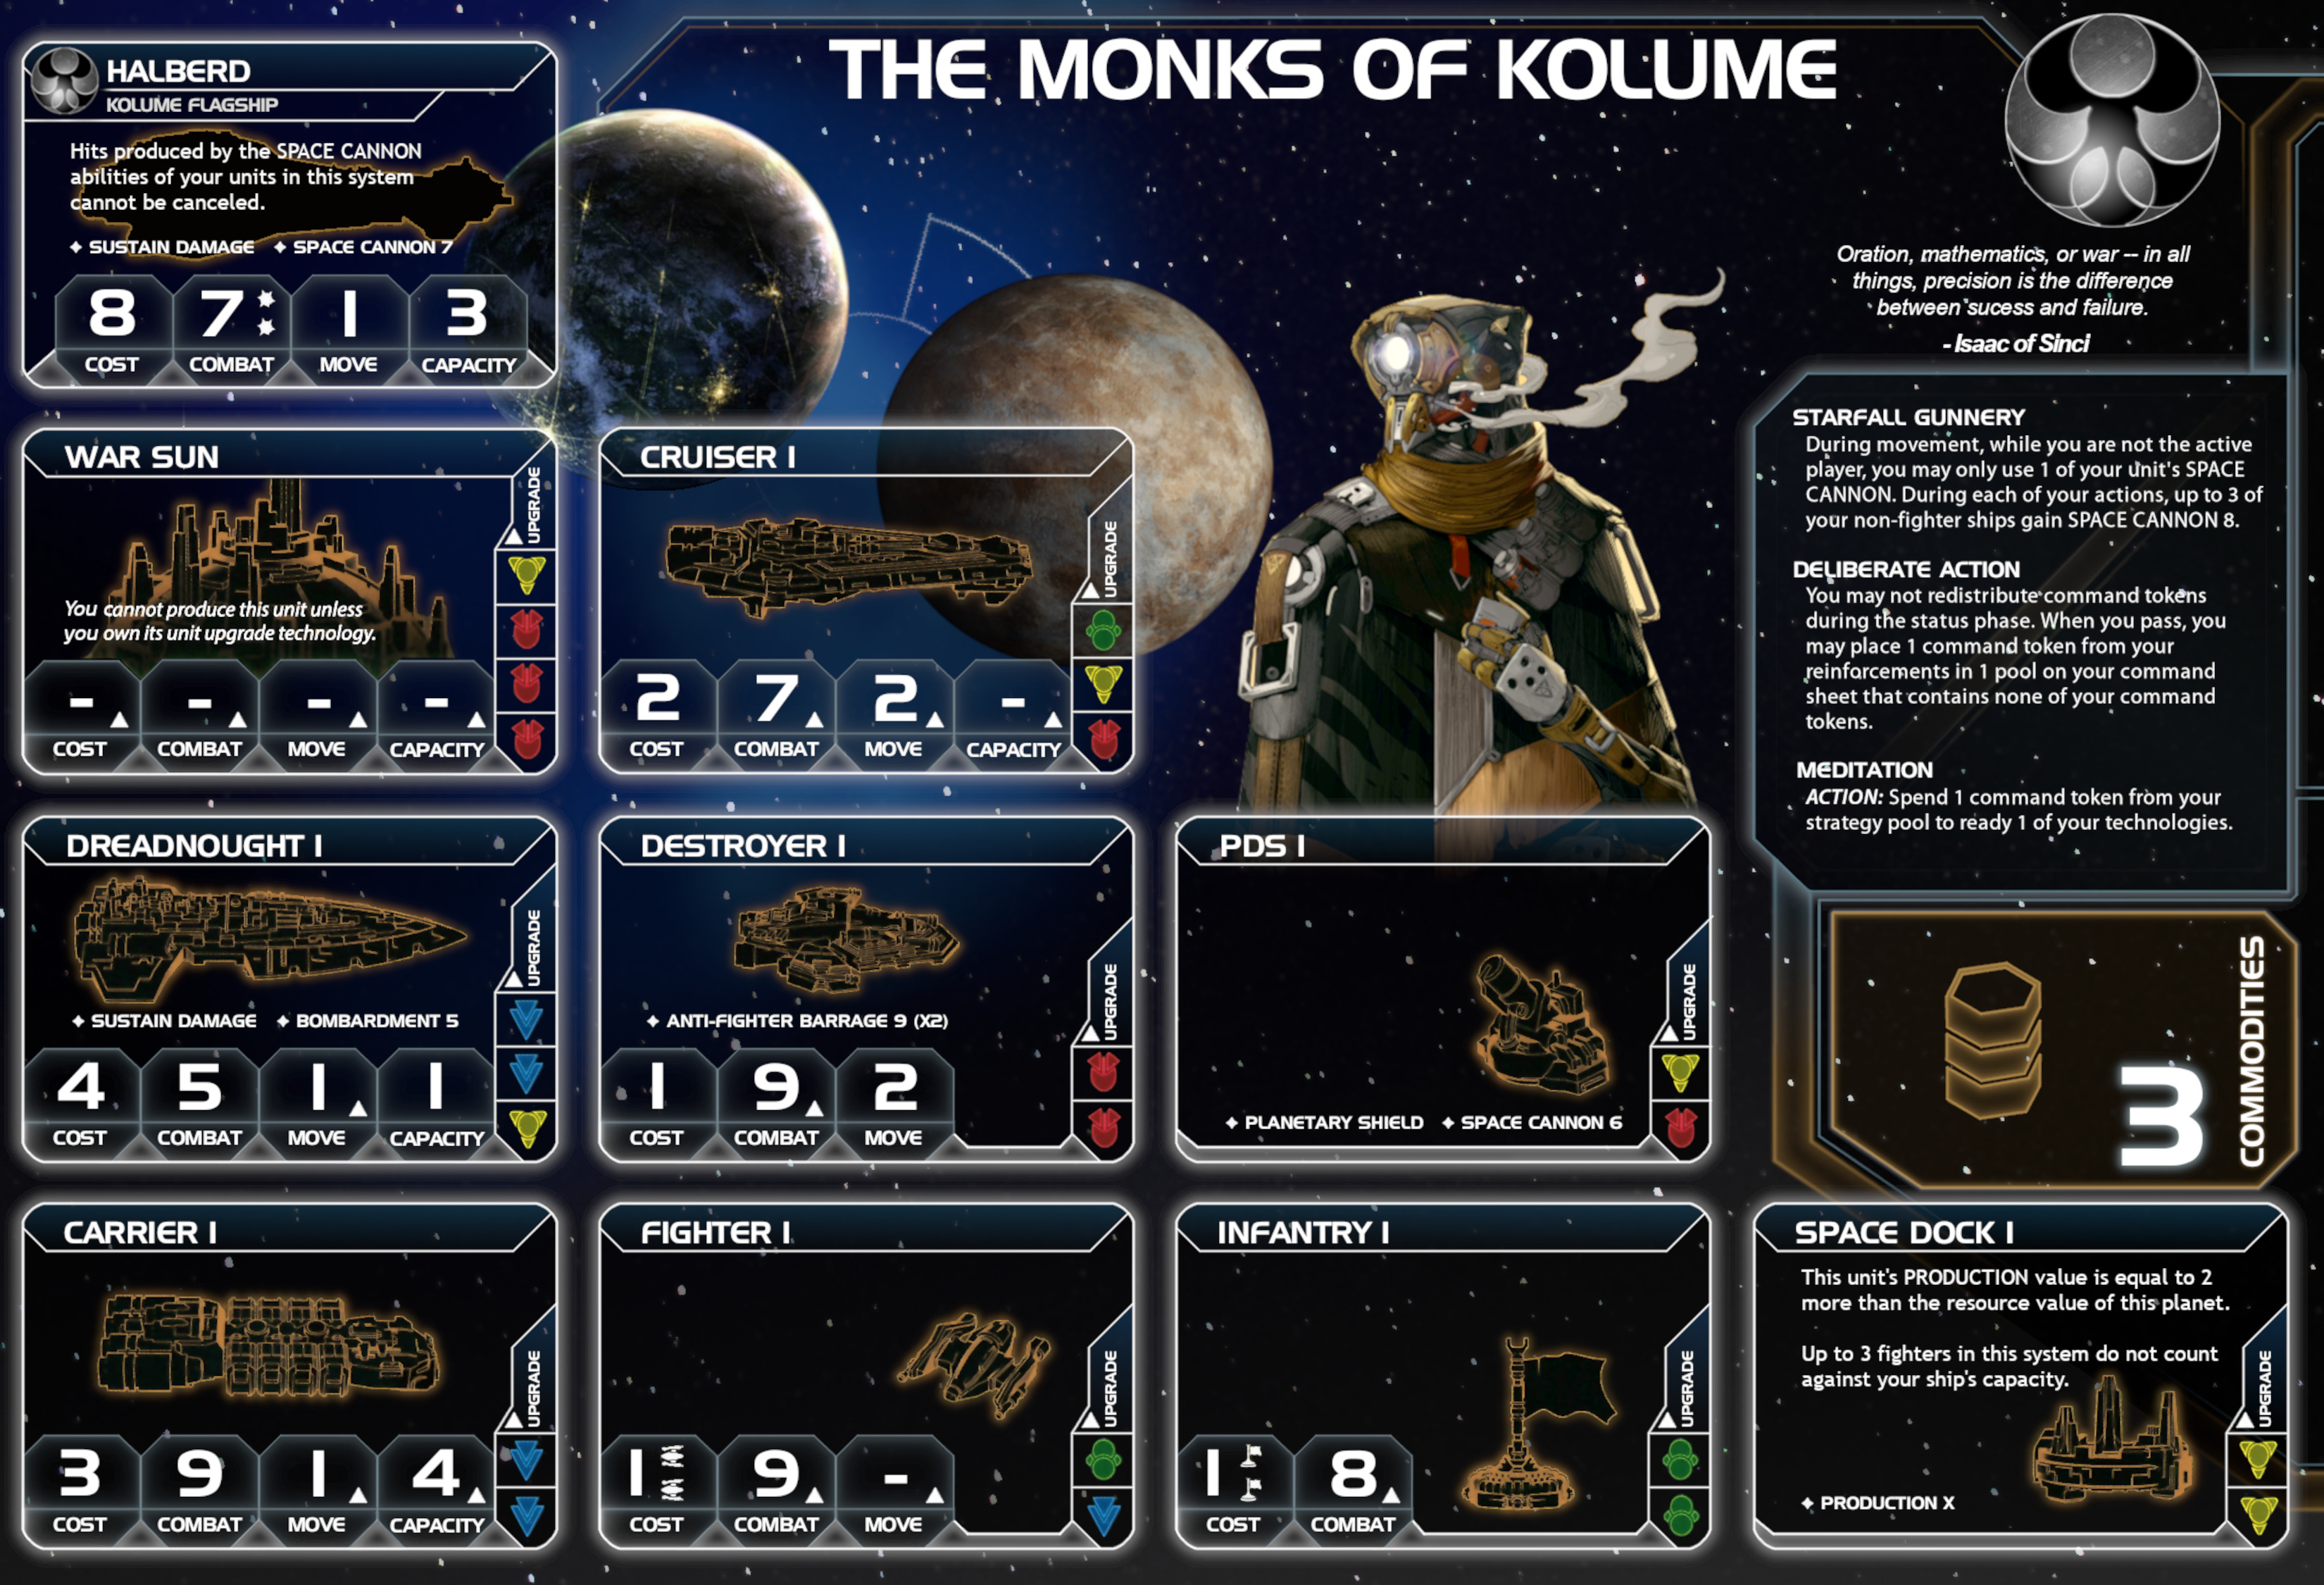 THE MONKS OF KOLUME
HALBERD
KOLUME FLAGSHIP
Hits produced by the SPACE CANNON
abilities of your units in this system
cannot be canceled.
✦ SUSTAIN DAMAGE ✦ SPACE CANNON 7
8 7 1 3
COST COMBAT MOVE CAPACITY
Oration, mathematics, or war -- in all
things, precision is the difference
between sucess and failure.
- Isaac of Sinci
STARFALL GUNNERY
During movement, while you are not the active
player, you may only use 1 of your unit's SPACE
CANNON. During each of your actions, up to 3 of
your non-fighter ships gain SPACE CANNON 8.
DELIBERATE ACTION
You may not redistribute command tokens
during the status phase. When you pass, you
may place 1 command token from your
reinforcements in 1 pool on your command
sheet that contains none of your command
tokens.
MEDITATION
ACTION: Spend 1 command token from your
strategy pool to ready 1 of your technologies.
WAR SUN
UPGRADE
You cannot produce this unit unless
you own its unit upgrade technology.
- - - -
COST COMBAT MOVE CAPACITY
CRUISER I
UPGRADE
2 7 2 -
COST COMBAT MOVE CAPACITY
DREADNOUGHT I
UPGRADE
✦ SUSTAIN DAMAGE ✦ BOMBARDMENT 5
4 5 1 1
COST COMBAT MOVE CAPACITY
DESTROYER I
UPGRADE
✦ ANTI-FIGHTER BARRAGE 9 (X2)
1 9 2
COST COMBAT MOVE
PDS I
UPGRADE
✦ PLANETARY SHIELD ✦ SPACE CANNON 6
3
COMMODITIES
CARRIER I
UPGRADE
3 9 1 4
COST COMBAT MOVE CAPACITY
FIGHTER I
UPGRADE
1 9 -
COST COMBAT MOVE
INFANTRY I
UPGRADE
1 8
COST COMBAT
SPACE DOCK I
This unit's PRODUCTION value is equal to 2
more than the resource value of this planet.
Up to 3 fighters in this system do not count
against your ship's capacity.
UPGRADE
✦ PRODUCTION X